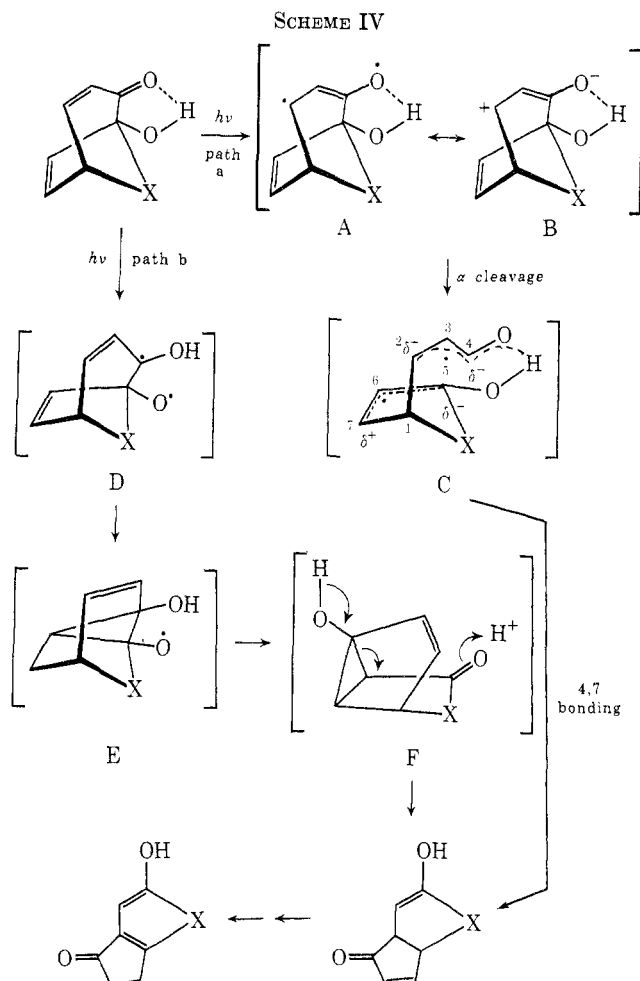 SCHEME IV
O H O X
hν
path a
O• H O X
A
O⁻ H O X
+
B
hν
path b
α cleavage
OH O• X
D
3 4 O H
2 δ⁻ δ⁻
6 5 O
7 δ⁺ 1 δ⁻ X
C
OH O• X
E
H O H⁺ O X
F
4,7 bonding
OH X O
OH X O